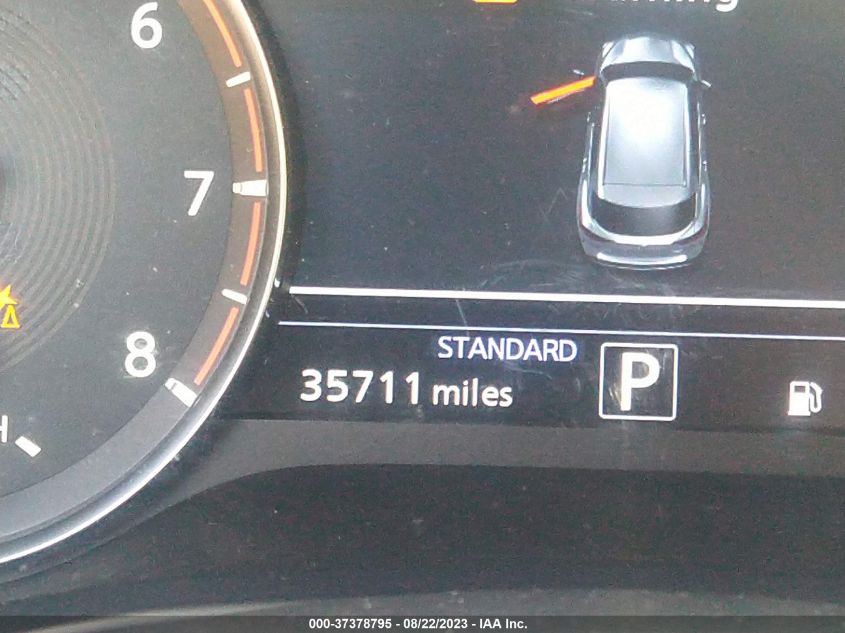 6
7
8
STANDARD
35711 miles
P
H
000-37378795 - 08/22/2023 - IAA Inc.